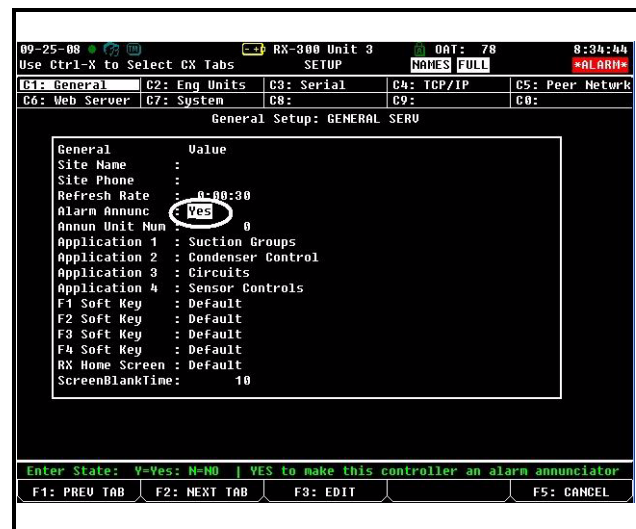 09-25-08 RX-300 Unit 3 OAT: 78 8:34:44
Use Ctrl-X to Select CX Tabs SETUP NAMES FULL *ALARM*
C1: General C2: Eng Units C3: Serial C4: TCP/IP C5: Peer Netwrk
C6: Web Server C7: System C8: C9: C0:
General Setup: GENERAL SERV
General Value
Site Name :
Site Phone :
Refresh Rate : 0:00:30
Alarm Annunc : Yes
Annun Unit Num : 0
Application 1 : Suction Groups
Application 2 : Condenser Control
Application 3 : Circuits
Application 4 : Sensor Controls
F1 Soft Key : Default
F2 Soft Key : Default
F3 Soft Key : Default
F4 Soft Key : Default
RX Home Screen : Default
ScreenBlankTime: 10
Enter State: Y=Yes: N=NO | YES to make this controller an alarm annunciator
F1: PREV TAB F2: NEXT TAB F3: EDIT F5: CANCEL